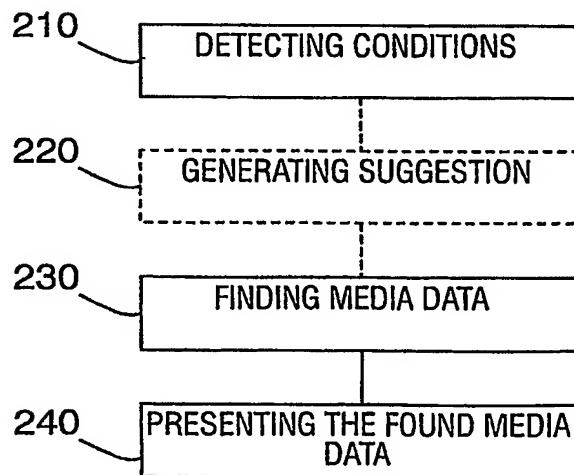 210
DETECTING CONDITIONS
220
GENERATING SUGGESTION
230
FINDING MEDIA DATA
240
PRESENTING THE FOUND MEDIA
DATA